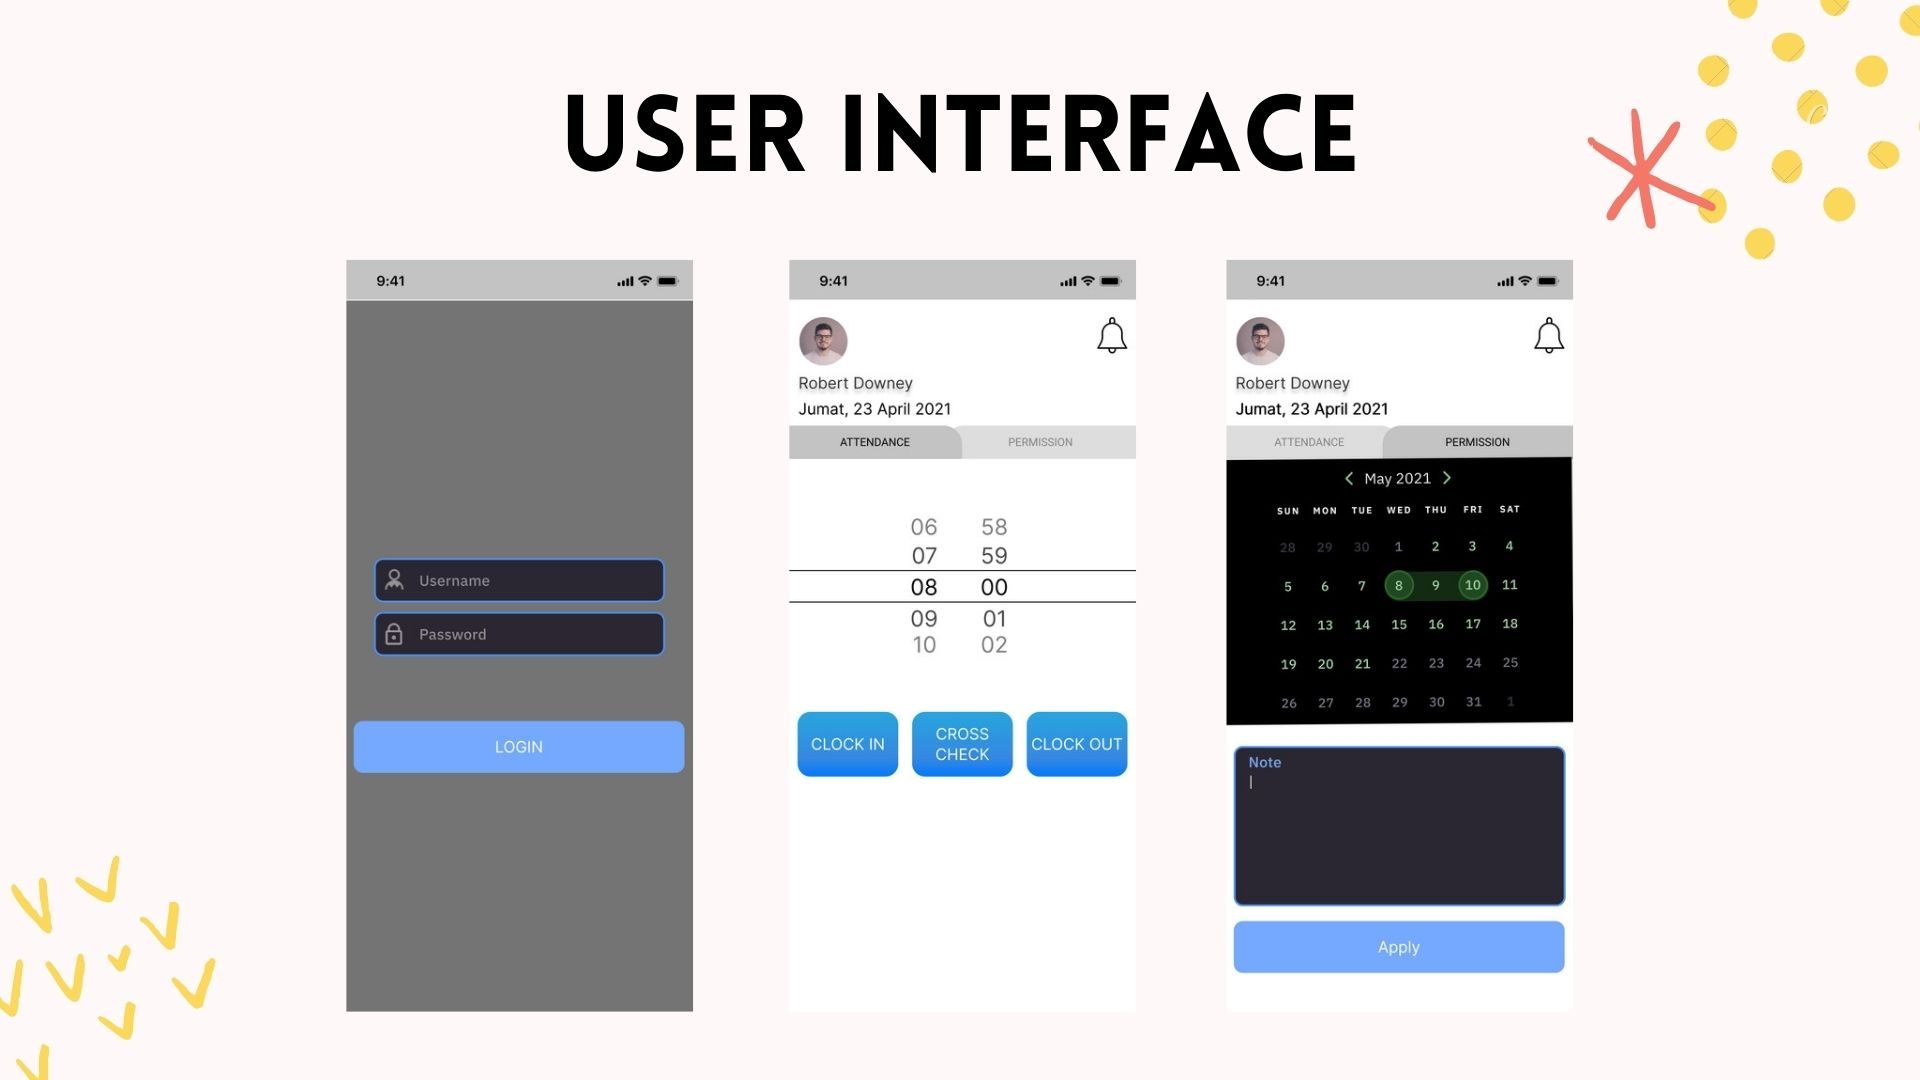 USER INTERFACE
9:41
Username
Password
LOGIN
9:41
Robert Downey
Jumat, 23 April 2021
ATTENDANCE PERMISSION
06 58
07 59
08 00
09 01
10 02
CLOCK IN
CROSS
CHECK
CLOCK OUT
9:41
Robert Downey
Jumat, 23 April 2021
ATTENDANCE PERMISSION
May 2021
SUN MON TUE WED THU FRI SAT
28 29 30 1 2 3 4
5 6 7 8 9 10 11
12 13 14 15 16 17 18
19 20 21 22 23 24 25
26 27 28 29 30 31 1
Note
Apply